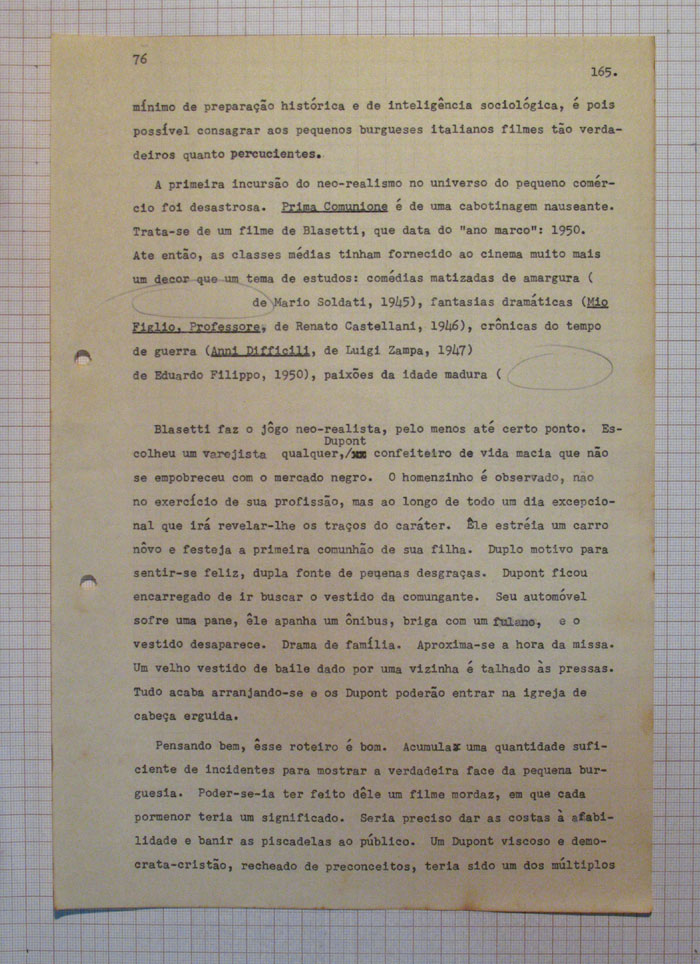 76
165.
mínimo de preparação histórica e de inteligência sociológica, é pois
possível consagrar aos pequenos burgueses italianos filmes tão verda-
deiros quanto percucientes.
A primeira incursão do neo-realismo no universo do pequeno comér-
cio foi desastrosa. Prima Comunione é de uma cabotinagem nauseante.
Trata-se de um filme de Blasetti, que data do "ano marco": 1950.
Ate então, as classes médias tinham fornecido ao cinema muito mais
um decor que um tema de estudos: comédias matizadas de amargura (
de Mario Soldati, 1945), fantasias dramáticas (Mio
Figlio, Professore, de Renato Castellani, 1946), crônicas do tempo
de guerra (Anni Difficili, de Luigi Zampa, 1947)
de Eduardo Filippo, 1950), paixões da idade madura (
Blasetti faz o jôgo neo-realista, pelo menos até certo ponto. Es-
Dupont
colheu um varejista qualquer,/xx confeiteiro de vida macia que não
se empobreceu com o mercado negro. O homenzinho é observado, não
no exercício de sua profissão, mas ao longo de todo um dia excepcio-
nal que irá revelar-lhe os traços do caráter. Êle estréia um carro
nôvo e festeja a primeira comunhão de sua filha. Duplo motivo para
sentir-se feliz, dupla fonte de peqenas desgraças. Dupont ficou
encarregado de ir buscar o vestido da comungante. Seu automóvel
sofre uma pane, êle apanha um ônibus, briga com um fulano, e o
vestido desaparece. Drama de família. Aproxima-se a hora da missa.
Um velho vestido de baile dado por uma vizinha é talhado às pressas.
Tudo acaba arranjando-se e os Dupont poderão entrar na igreja de
cabeça erguida.
Pensando bem, êsse roteiro é bom. Acumulax uma quantidade sufi-
ciente de incidentes para mostrar a verdadeira face da pequena bur-
guesia. Poder-se-ia ter feito dêle um filme mordaz, em que cada
pormenor teria um significado. Seria preciso dar as costas à afabi-
lidade e banir as piscadelas ao público. Um Dupont viscoso e demo-
crata-cristão, recheado de preconceitos, teria sido um dos múltiplos